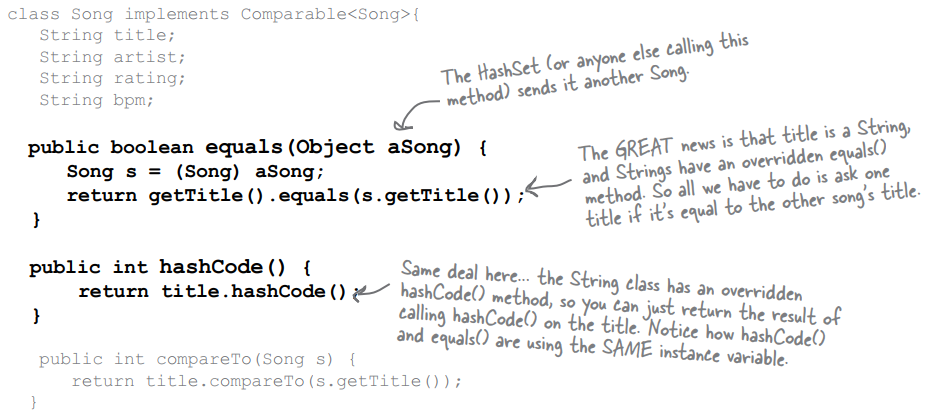 class Song implements Comparable<Song>{
String title;
String artist;
String rating;
String bpm;
The HashSet (or anyone else calling this
method) sends it another Song.
public boolean equals(Object aSong) {
Song s = (Song) aSong;
return getTitle().equals(s.getTitle());
}
The GREAT news is that title is a String,
and Strings have an overridden equals()
method. So all we have to do is ask one
title if it's equal to the other song's title.
public int hashCode() {
return title.hashCode();
}
Same deal here... the String class has an overridden
hashCode() method, so you can just return the result of
calling hashCode() on the title. Notice how hashCode()
and equals() are using the SAME instance variable.
public int compareTo(Song s) {
return title.compareTo(s.getTitle());
}